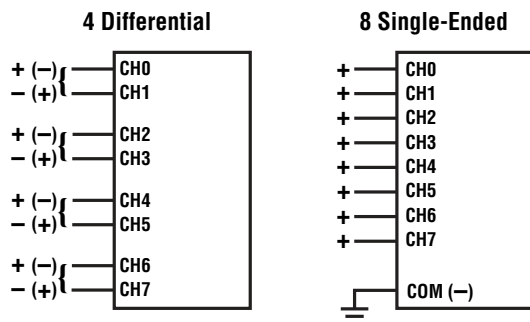 4 Differential
+ (–) { CH0
– (+) CH1
+ (–) { CH2
– (+) CH3
+ (–) { CH4
– (+) CH5
+ (–) { CH6
– (+) CH7
8 Single-Ended
+ CH0
+ CH1
+ CH2
+ CH3
+ CH4
+ CH5
+ CH6
+ CH7
COM (–)